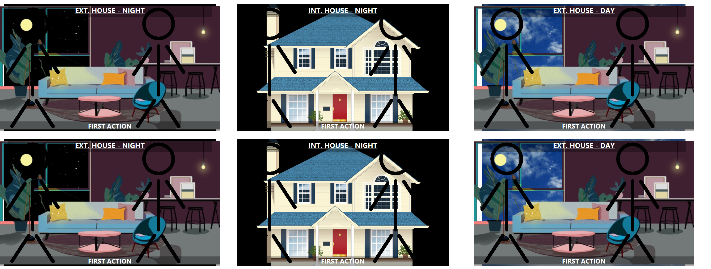 EXT. HOUSE - NIGHT
INT. HOUSE - NIGHT
EXT. HOUSE - DAY
FIRST ACTION
FIRST ACTION
FIRST ACTION
EXT. HOUSE - NIGHT
INT. HOUSE - NIGHT
EXT. HOUSE - DAY
FIRST ACTION
FIRST ACTION
FIRST ACTION